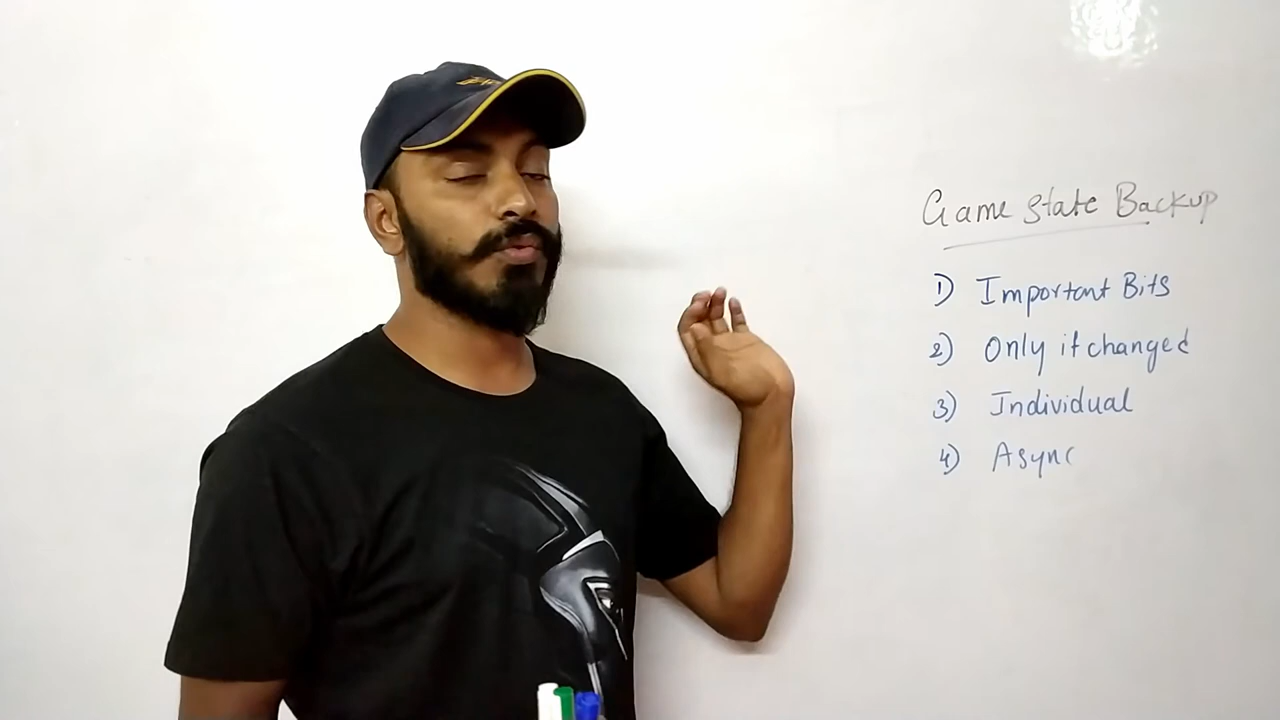 Game State Backup
1) Important Bits
2) Only if changed
3) Individual
4) Async